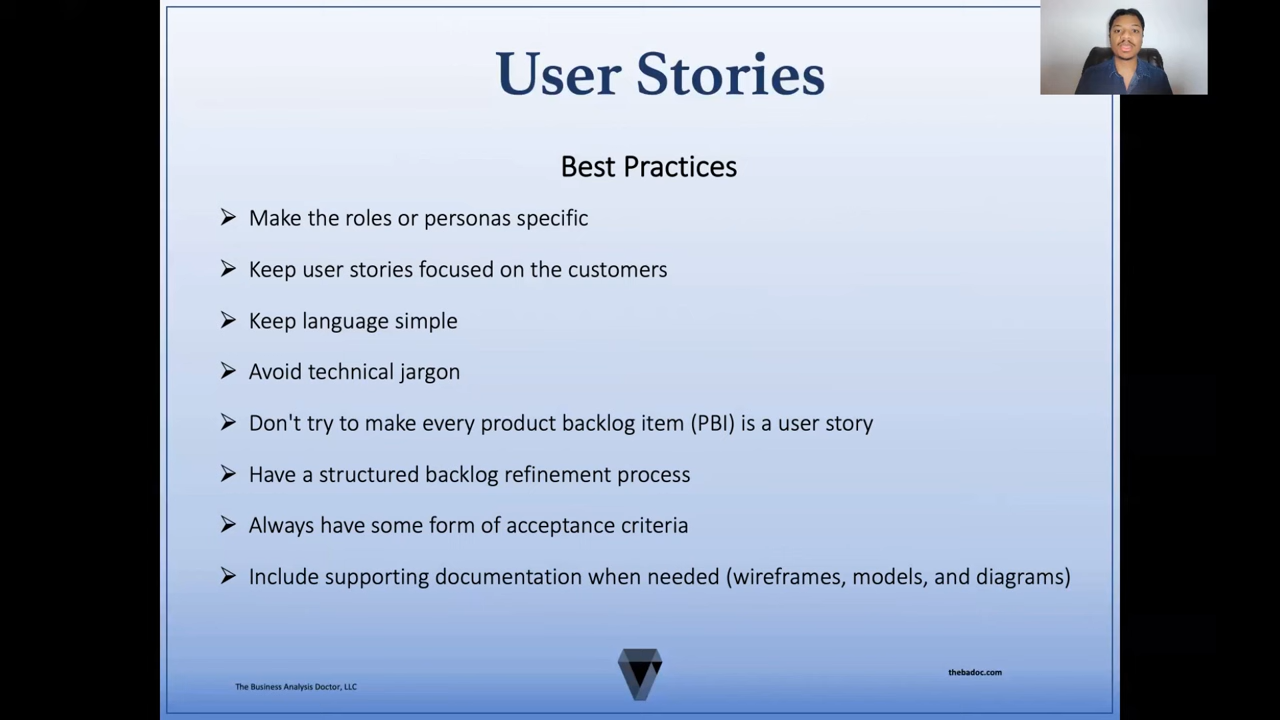 User Stories
Best Practices
➢ Make the roles or personas specific
➢ Keep user stories focused on the customers
➢ Keep language simple
➢ Avoid technical jargon
➢ Don't try to make every product backlog item (PBI) is a user story
➢ Have a structured backlog refinement process
➢ Always have some form of acceptance criteria
➢ Include supporting documentation when needed (wireframes, models, and diagrams)
The Business Analysis Doctor, LLC
thebadoc.com